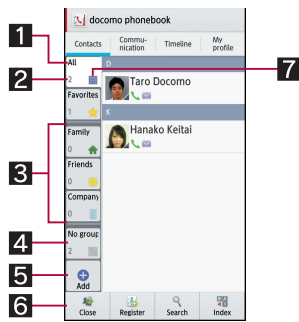 docomo phonebook
Contacts
Commu-
nication
Timeline
My
profile
1
All
2
2
7
D
Taro Docomo
Favorites
1
K
Hanako Keitai
3
Family
0
Friends
0
Company
0
4
No group
2
5
Add
6
Close
Register
Search
Index